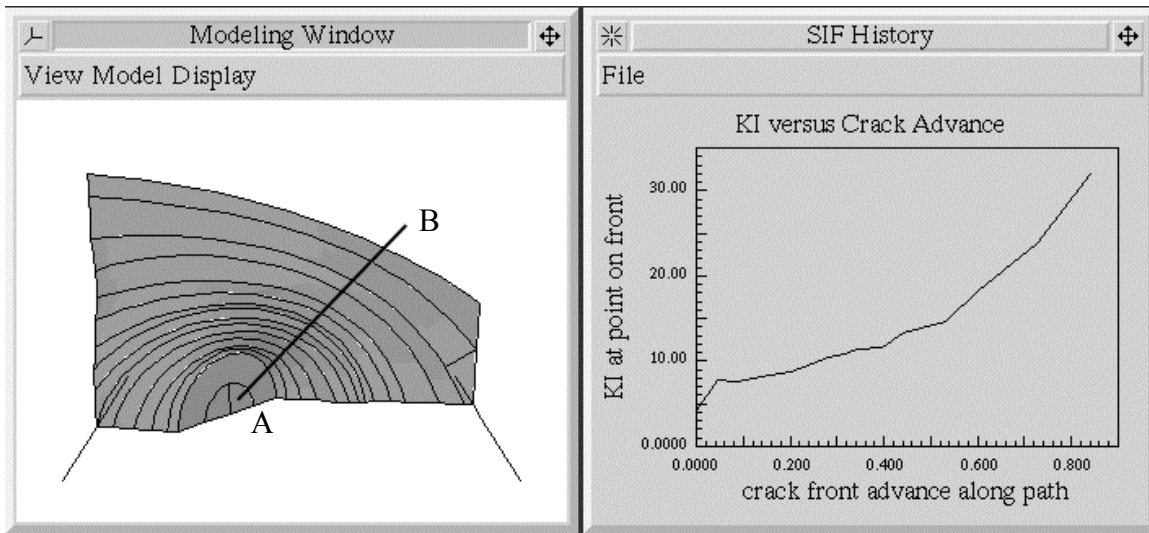 Modeling Window
View Model Display
B
A
SIF History
File
KI versus Crack Advance
KI at point on front
30.00
20.00
10.00
0.0000
0.0000 0.200 0.400 0.600 0.800
crack front advance along path